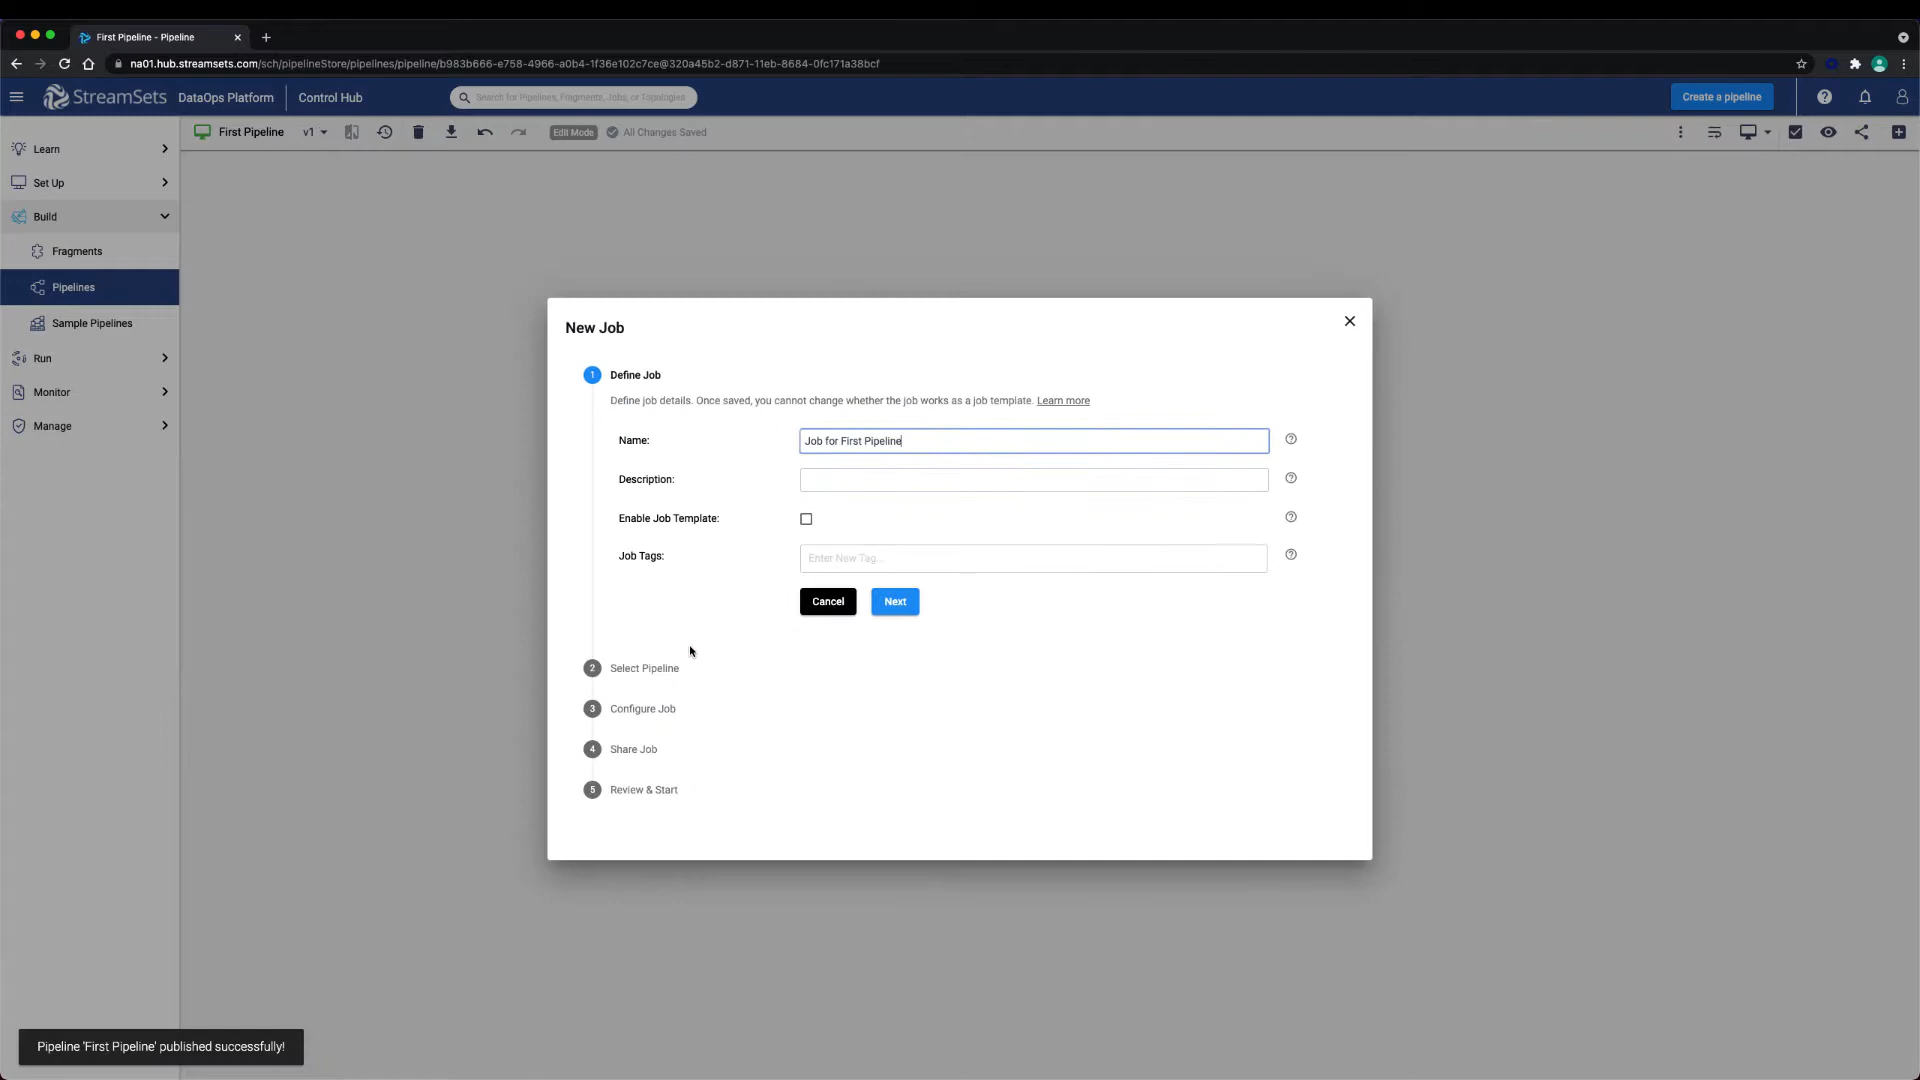 First Pipeline - Pipeline
na01.hub.streamsets.com/sch/pipelineStore/pipelines/pipeline/b983b666-e758-4966-a0b4-1f36e102c7ce@320a45b2-d871-11eb-8684-0fc171a38bcf
StreamSets DataOps Platform Control Hub
Search for Pipelines, Fragments, Jobs, or Topologies
Create a pipeline
First Pipeline v1 Edit Mode All Changes Saved
Learn
Set Up
Build
Fragments
Pipelines
Sample Pipelines
Run
Monitor
Manage
New Job
1 Define Job
Define job details. Once saved, you cannot change whether the job works as a job template. Learn more
Name: Job for First Pipeline
Description:
Enable Job Template:
Job Tags: Enter New Tag...
Cancel Next
2 Select Pipeline
3 Configure Job
4 Share Job
5 Review & Start
Pipeline 'First Pipeline' published successfully!